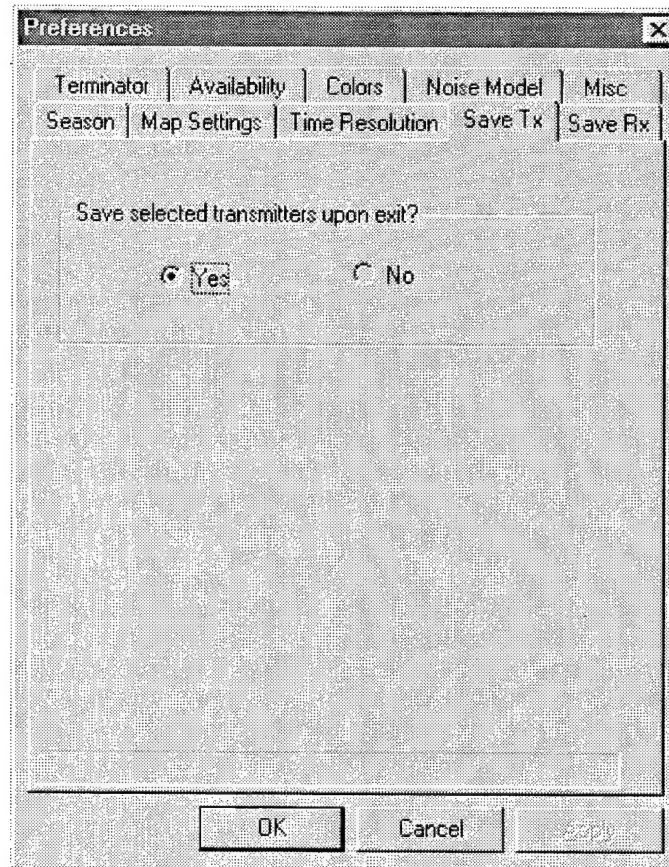 Preferences
Terminator Availability Colors Noise Model Misc
Season Map Settings Time Resolution Save Tx Save Rx
Save selected transmitters upon exit?
Yes No
OK Cancel Apply